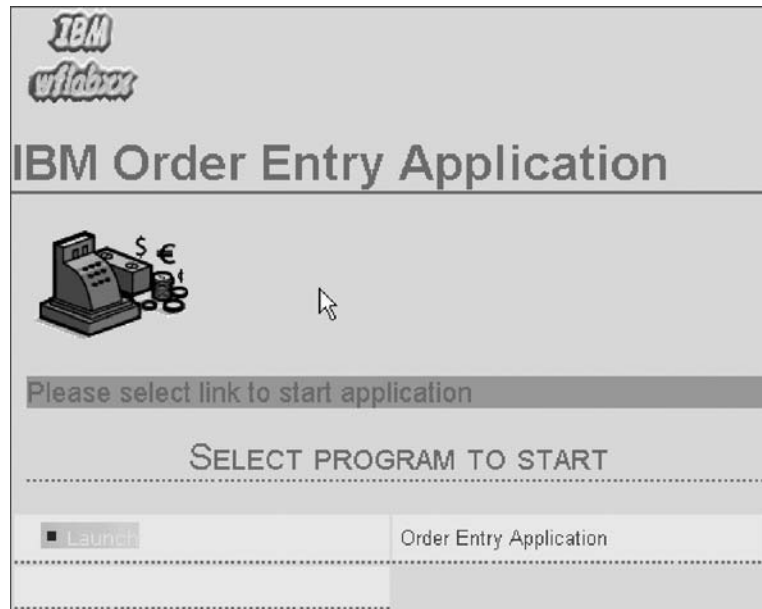 IBM
wflabxx
IBM Order Entry Application
$ €
Please select link to start application
SELECT PROGRAM TO START
Launch Order Entry Application